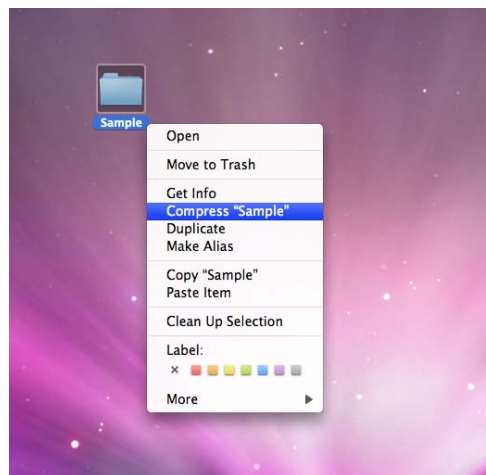 Sample
Open
Move to Trash
Get Info
Compress “Sample”
Duplicate
Make Alias
Copy “Sample”
Paste Item
Clean Up Selection
Label:
×
More